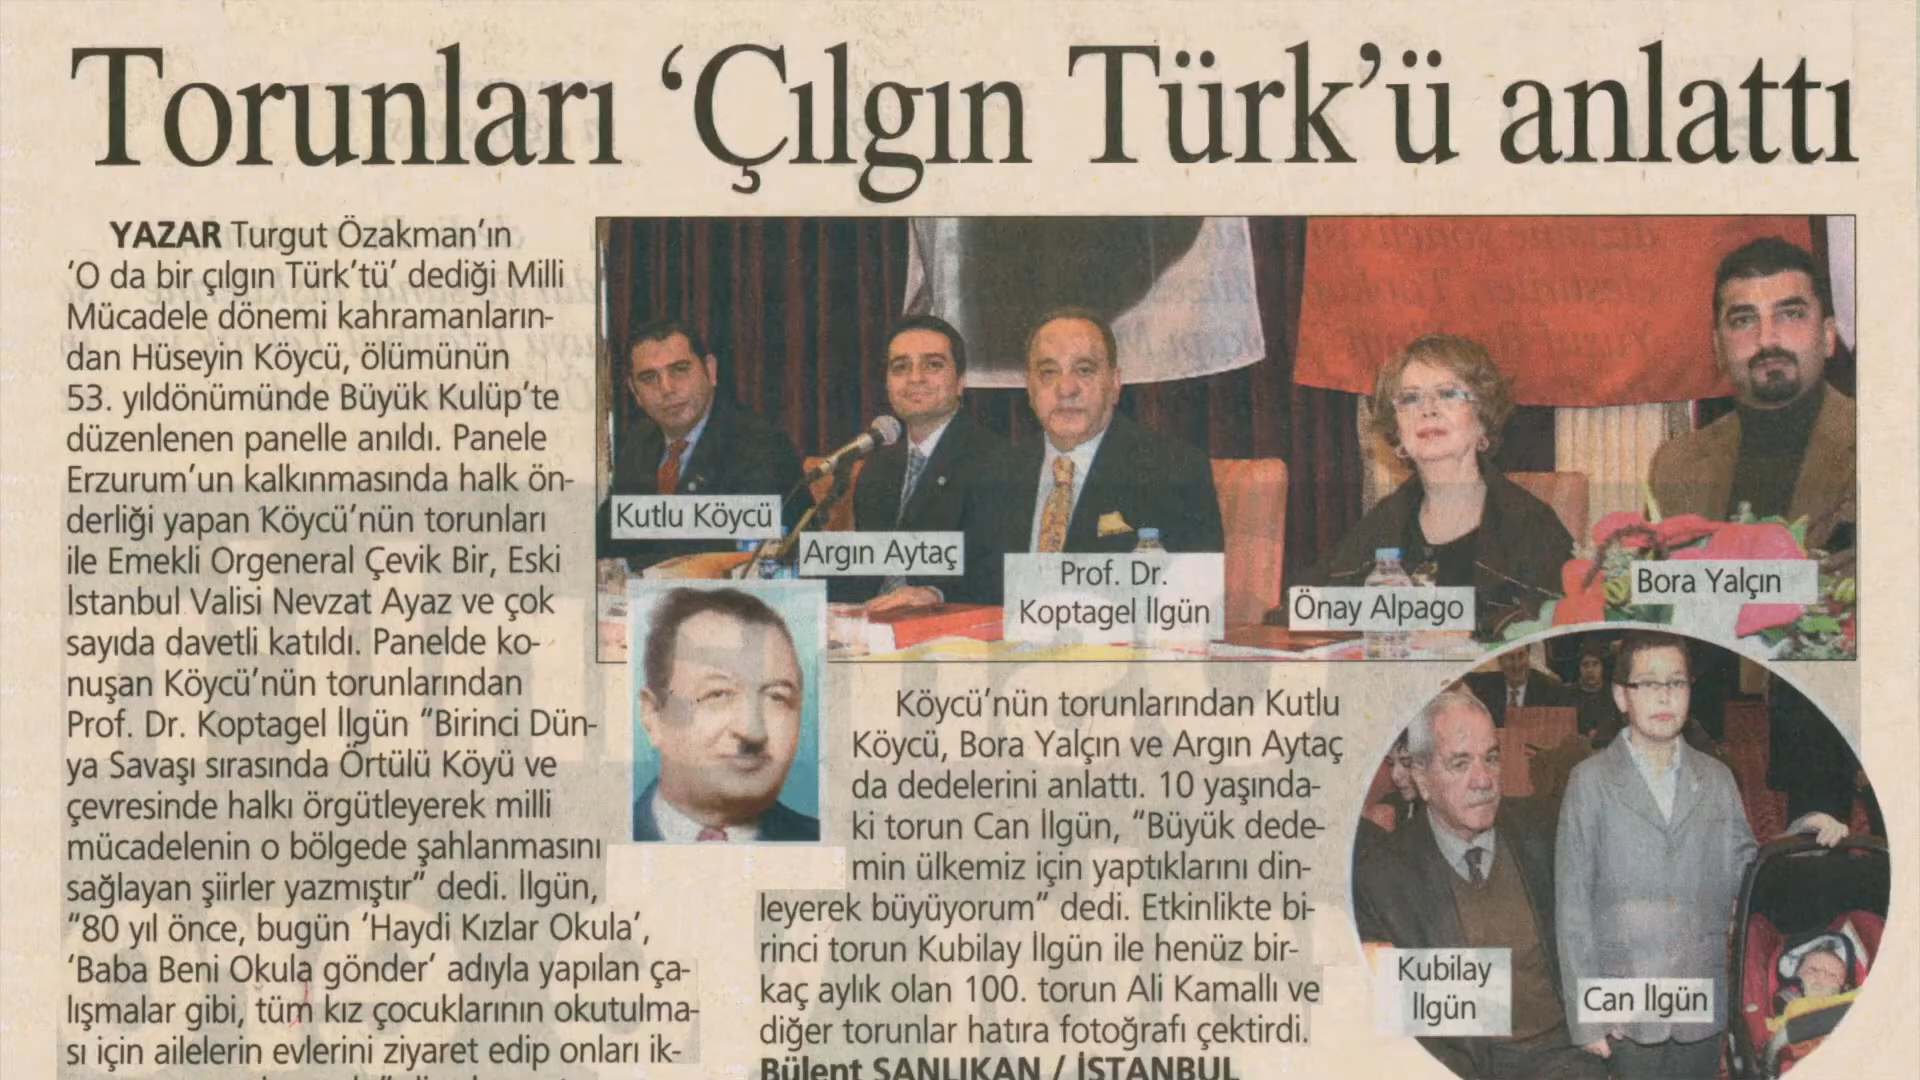 Torunları ‘Çılgın Türk’ü anlattı
YAZAR Turgut Özakman’ın
‘O da bir çılgın Türk’tü’ dediği Milli
Mücadele dönemi kahramanların-
dan Hüseyin Köycü, ölümünün
53. yıldönümünde Büyük Kulüp’te
düzenlenen panelle anıldı. Panele
Erzurum’un kalkınmasında halk ön-
derliği yapan Köycü’nün torunları
ile Emekli Orgeneral Çevik Bir, Eski
İstanbul Valisi Nevzat Ayaz ve çok
sayıda davetli katıldı. Panelde ko-
nuşan Köycü’nün torunlarından
Prof. Dr. Koptagel İlgün “Birinci Dün-
ya Savaşı sırasında Örtülü Köyü ve
çevresinde halkı örgütleyerek milli
mücadelenin o bölgede şahlanmasını
sağlayan şiirler yazmıştır” dedi. İlgün,
“80 yıl önce, bugün ‘Haydi Kızlar Okula’,
‘Baba Beni Okula gönder’ adıyla yapılan ça-
lışmalar gibi, tüm kız çocuklarının okutulma-
sı için ailelerin evlerini ziyaret edip onları ik-
Kutlu Köycü
Argın Aytaç
Prof. Dr.
Koptagel İlgün
Önay Alpago
Bora Yalçın
Köycü’nün torunlarından Kutlu
Köycü, Bora Yalçın ve Argın Aytaç
da dedelerini anlattı. 10 yaşında-
ki torun Can İlgün, “Büyük dede-
min ülkemiz için yaptıklarını din-
leyerek büyüyorum” dedi. Etkinlikte bi-
rinci torun Kubilay İlgün ile henüz bir-
kaç aylık olan 100. torun Ali Kamallı ve
diğer torunlar hatıra fotoğrafı çektirdi.
Bülent SANLIKAN / İSTANBUL
Kubilay
İlgün
Can İlgün